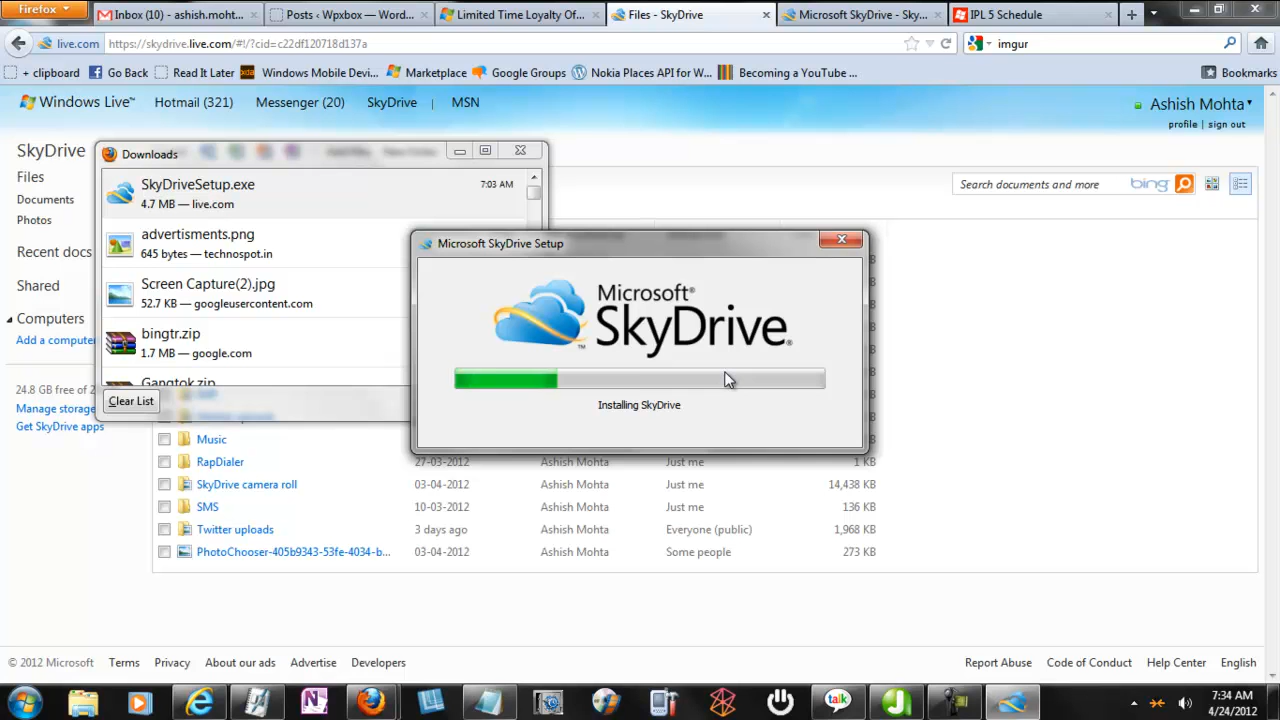 Firefox
Inbox (10) - ashish.moht...
Posts ‹ Wpxbox — Word...
Limited Time Loyalty Of...
Files - SkyDrive
Microsoft SkyDrive - Sky...
IPL 5 Schedule
live.com
https://skydrive.live.com/#!/?cid=c22df120718d137a
imgur
+ clipboard
Go Back
Read It Later
Windows Mobile Devi...
Marketplace
Google Groups
Nokia Places API for W...
Becoming a YouTube ...
Bookmarks
Windows Live™
Hotmail (321)
Messenger (20)
SkyDrive
MSN
Ashish Mohta
profile | sign out
SkyDrive
Files
Documents
Photos
Recent docs
Shared
Computers
Add a computer
24.8 GB free of 2
Manage storage
Get SkyDrive apps
Search documents and more
bing
Downloads
SkyDriveSetup.exe
7:03 AM
4.7 MB — live.com
advertisments.png
645 bytes — technospot.in
Screen Capture(2).jpg
52.7 KB — googleusercontent.com
bingtr.zip
1.7 MB — google.com
Gangtok.zip
Clear List
Microsoft SkyDrive Setup
Microsoft®
SkyDrive®
Installing SkyDrive
Music
RapDialer 27-03-2012 Ashish Mohta Just me 1 KB
SkyDrive camera roll 03-04-2012 Ashish Mohta Just me 14,438 KB
SMS 10-03-2012 Ashish Mohta Just me 136 KB
Twitter uploads 3 days ago Ashish Mohta Everyone (public) 1,968 KB
PhotoChooser-405b9343-53fe-4034-b... 03-04-2012 Ashish Mohta Some people 273 KB
© 2012 Microsoft
Terms
Privacy
About our ads
Advertise
Developers
Report Abuse
Code of Conduct
Help Center
English
talk
7:34 AM
4/24/2012